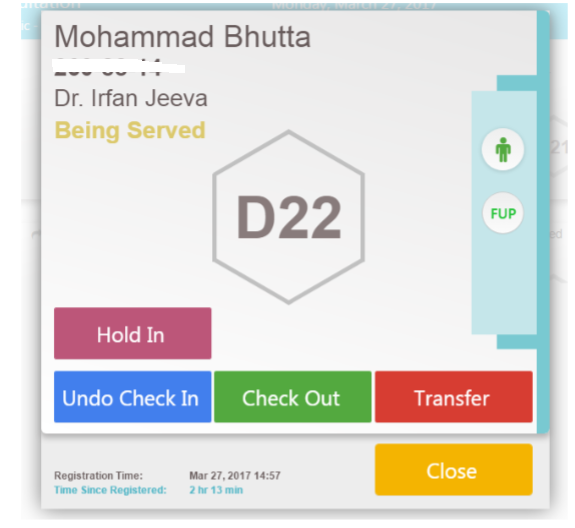 Monday, March 27, 2017
Mohammad Bhutta
Dr. Irfan Jeeva
Being Served
D22
FUP
Hold In
Undo Check In
Check Out
Transfer
Close
Registration Time: Mar 27, 2017 14:57
Time Since Registered: 2 hr 13 min